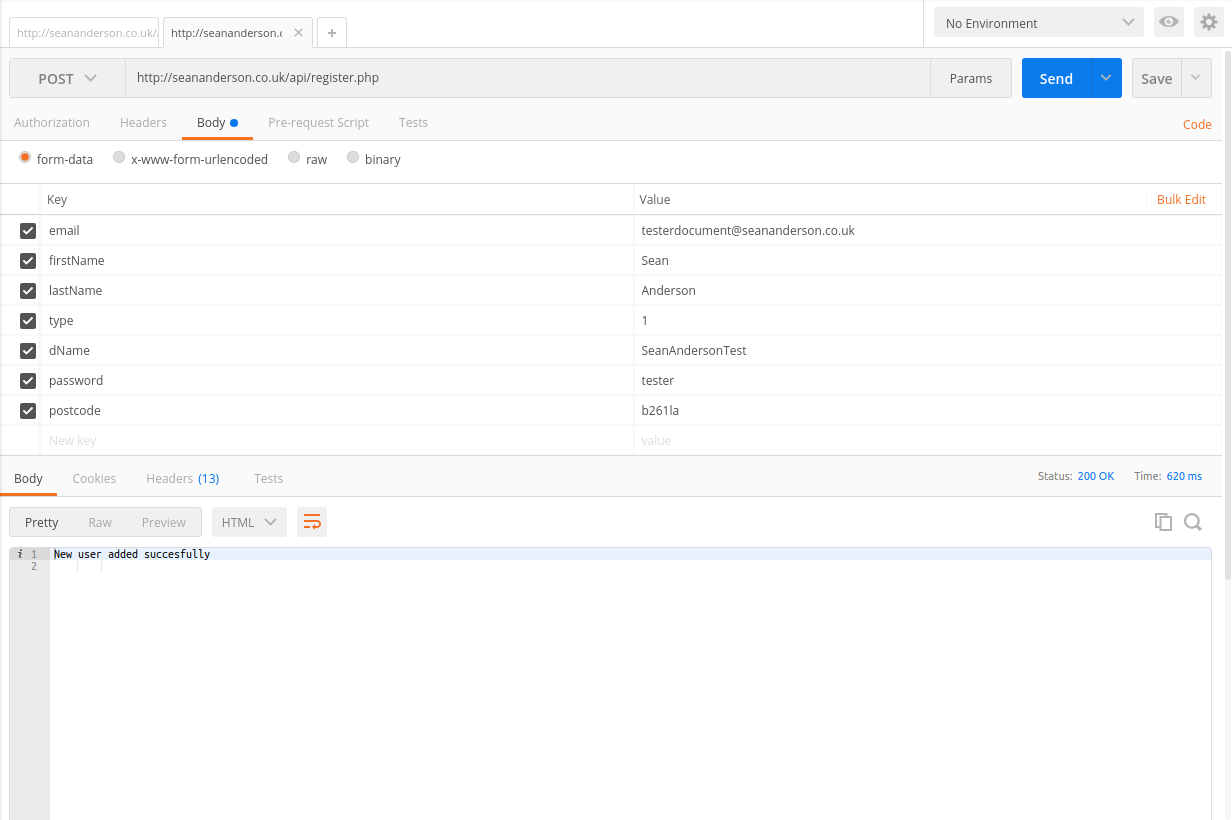 http://seananderson.co.uk/ http://seananderson.c No Environment
POST http://seananderson.co.uk/api/register.php Params Send Save
Authorization Headers Body Pre-request Script Tests Code
form-data x-www-form-urlencoded raw binary
Key Value Bulk Edit
email testerdocument@seananderson.co.uk
firstName Sean
lastName Anderson
type 1
dName SeanAndersonTest
password tester
postcode b261la
New key value
Body Cookies Headers (13) Tests Status: 200 OK Time: 620 ms
Pretty Raw Preview HTML
i 1 New user added succesfully
2